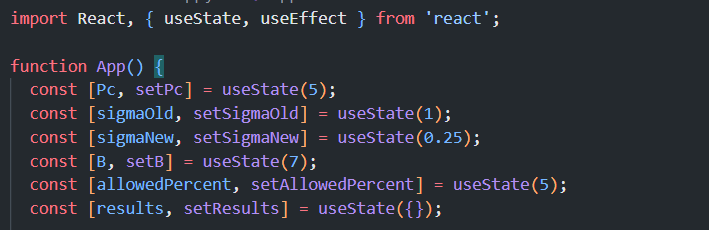 import React, { useState, useEffect } from 'react';
function App() {
const [Pc, setPc] = useState(5);
const [sigmaOld, setSigmaOld] = useState(1);
const [sigmaNew, setSigmaNew] = useState(0.25);
const [B, setB] = useState(7);
const [allowedPercent, setAllowedPercent] = useState(5);
const [results, setResults] = useState({});